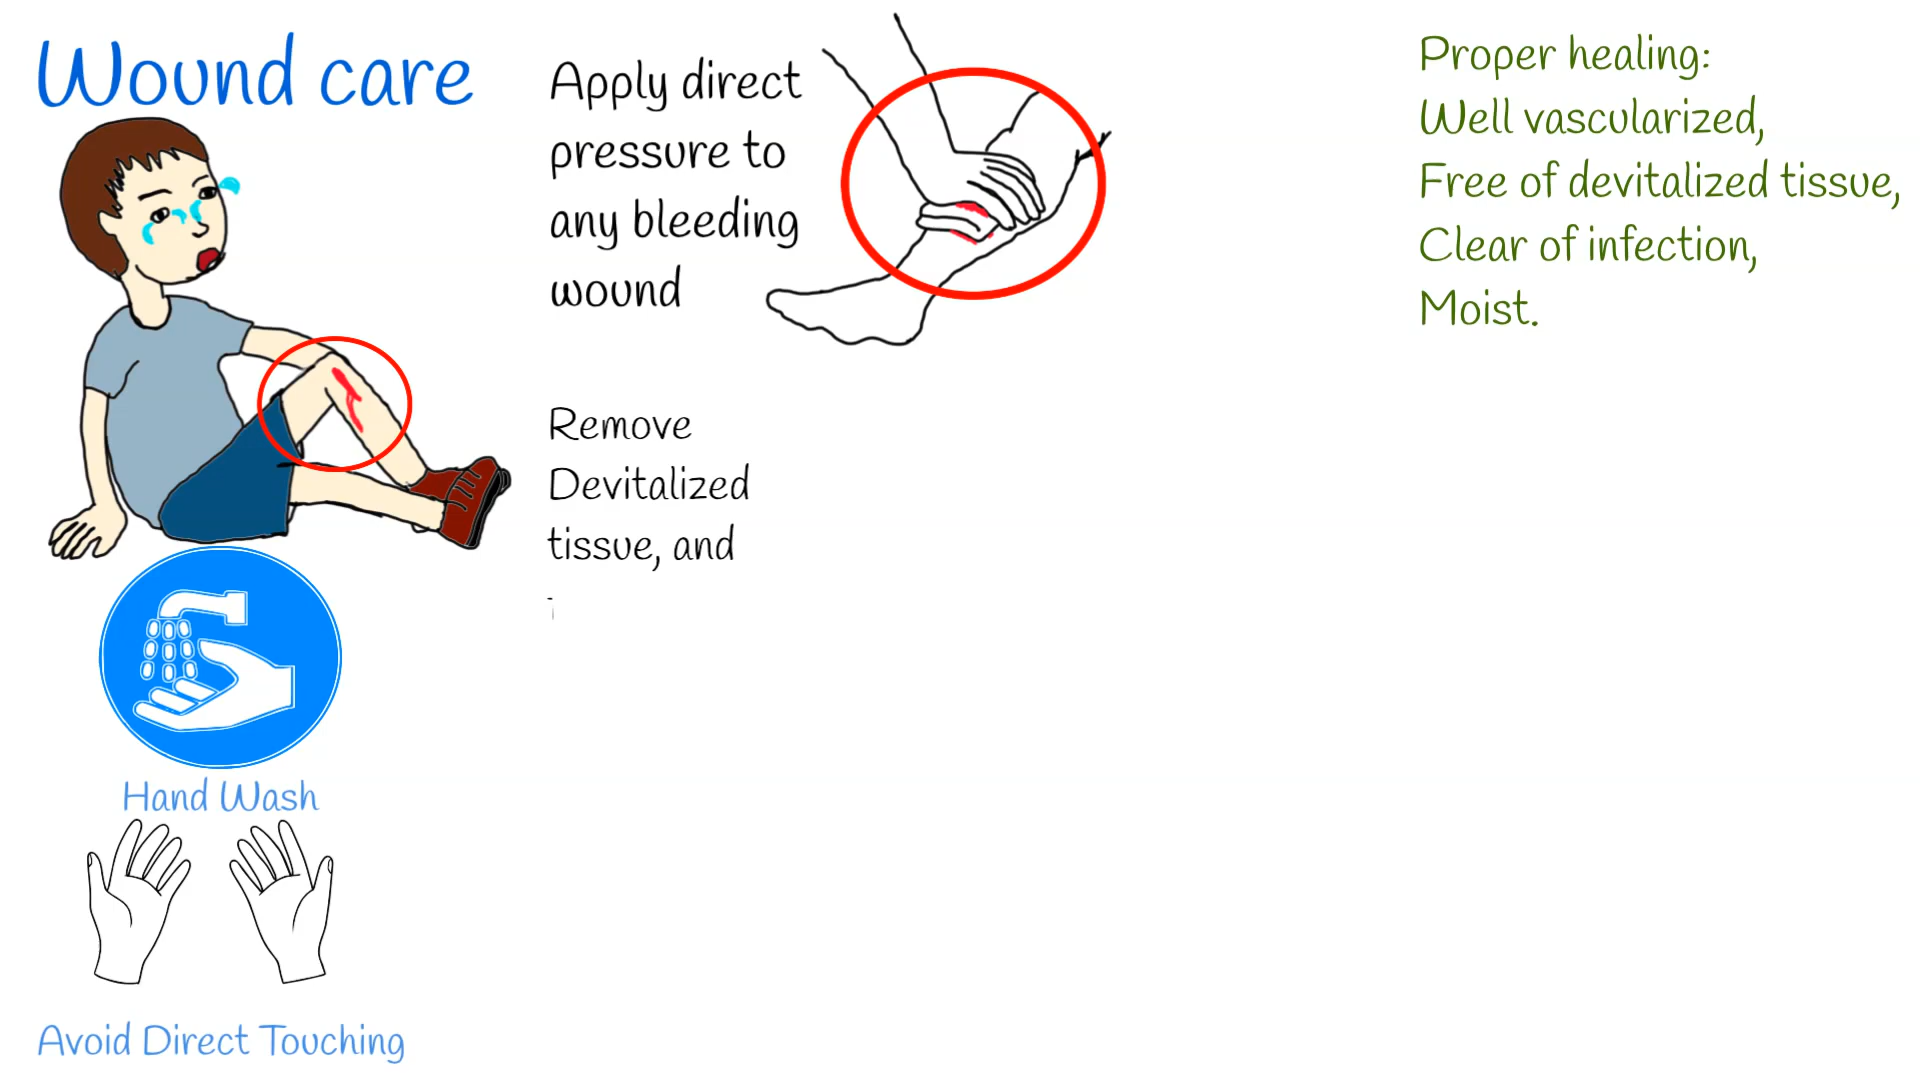 Wound care
Apply direct
pressure to
any bleeding
wound
Remove
Devitalized
tissue, and
Proper healing:
Well vascularized,
Free of devitalized tissue,
Clear of infection,
Moist.
Hand Wash
Avoid Direct Touching